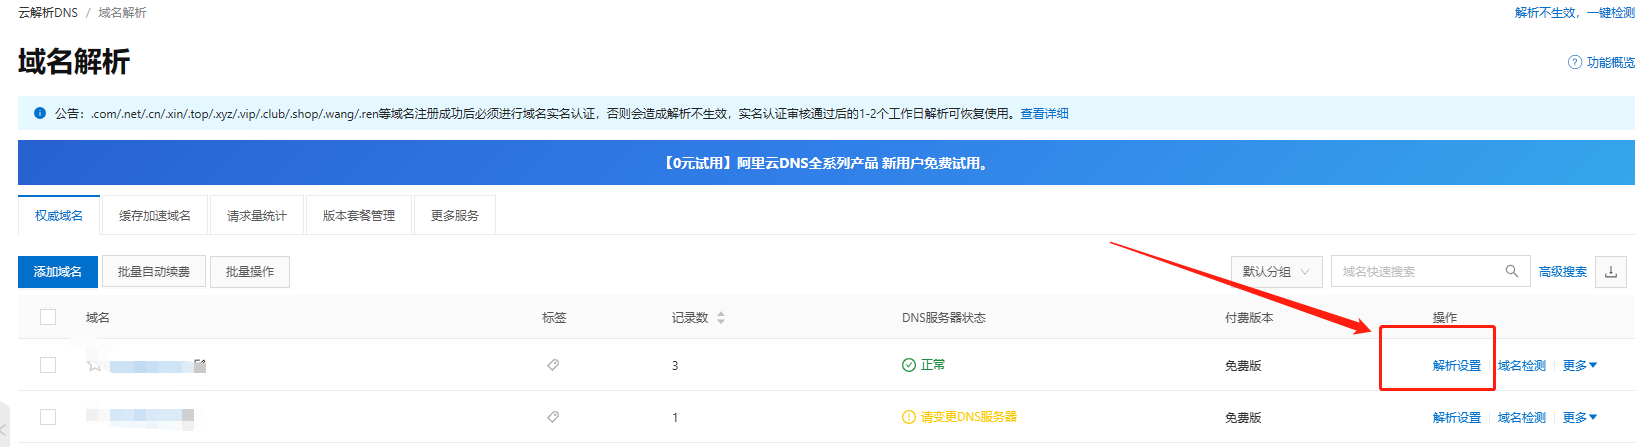 云解析DNS / 域名解析
解析不生效，一键检测
域名解析
功能概览
公告：.com/.net/.cn/.xin/.top/.xyz/.vip/.club/.shop/.wang/.ren等域名注册成功后必须进行域名实名认证，否则会造成解析不生效，实名认证审核通过后的1-2个工作日解析可恢复使用。查看详细
【0元试用】阿里云DNS全系列产品 新用户免费试用。
权威域名 缓存加速域名 请求量统计 版本套餐管理 更多服务
添加域名 批量自动续费 批量操作 默认分组 域名快速搜索 高级搜索
域名 标签 记录数 DNS服务器状态 付费版本 操作
3 正常 免费版 解析设置 域名检测 更多
1 请变更DNS服务器 免费版 解析设置 域名检测 更多